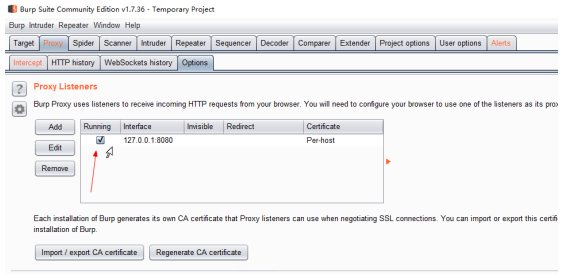 Burp Suite Community Edition v1.7.36 - Temporary Project
Burp Intruder Repeater Window Help
Target Proxy Spider Scanner Intruder Repeater Sequencer Decoder Comparer Extender Project options User options Alerts
Intercept HTTP history WebSockets history Options
? Proxy Listeners
Burp Proxy uses listeners to receive incoming HTTP requests from your browser. You will need to configure your browser to use one of the listeners as its prox
Add Running Interface Invisible Redirect Certificate
127.0.0.1:8080 Per-host
Edit
Remove
Each installation of Burp generates its own CA certificate that Proxy listeners can use when negotiating SSL connections. You can import or export this certifi
installation of Burp.
Import / export CA certificate Regenerate CA certificate